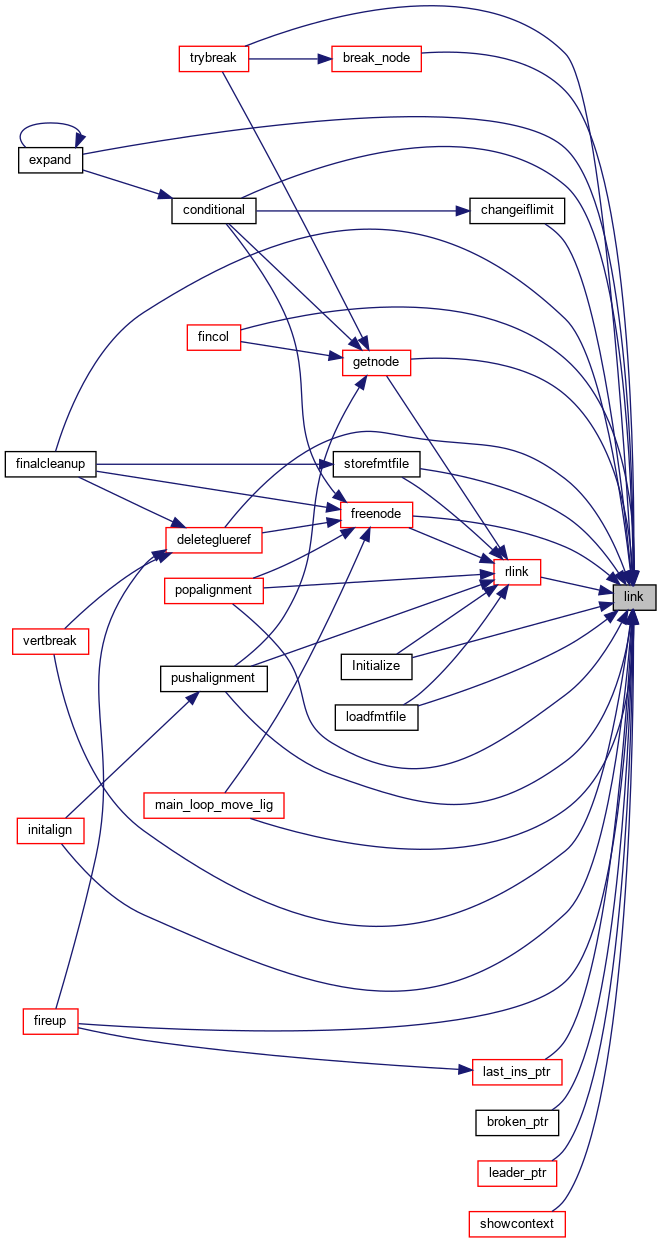 trybreak
break_node
expand
conditional
changeiflimit
fincol
getnode
finalcleanup
storefmtfile
freenode
deleteglueref
rlink
popalignment
link
vertbreak
Initialize
pushalignment
loadfmtfile
main_loop_move_lig
initalign
fireup
last_ins_ptr
broken_ptr
leader_ptr
showcontext